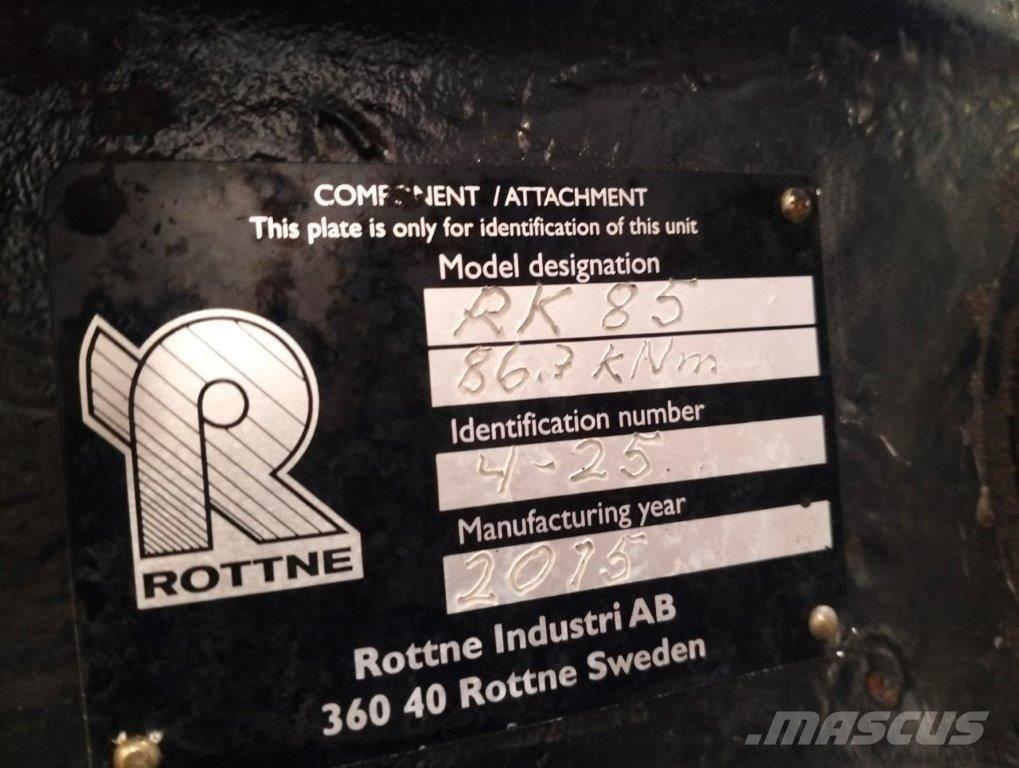 COMPONENT / ATTACHMENT
This plate is only for identification of this unit
Model designation
RK 85
86.7 kNm
Identification number
4-25
Manufacturing year
2015
ROTTNE
Rottne Industri AB
360 40 Rottne Sweden
.MASCUS